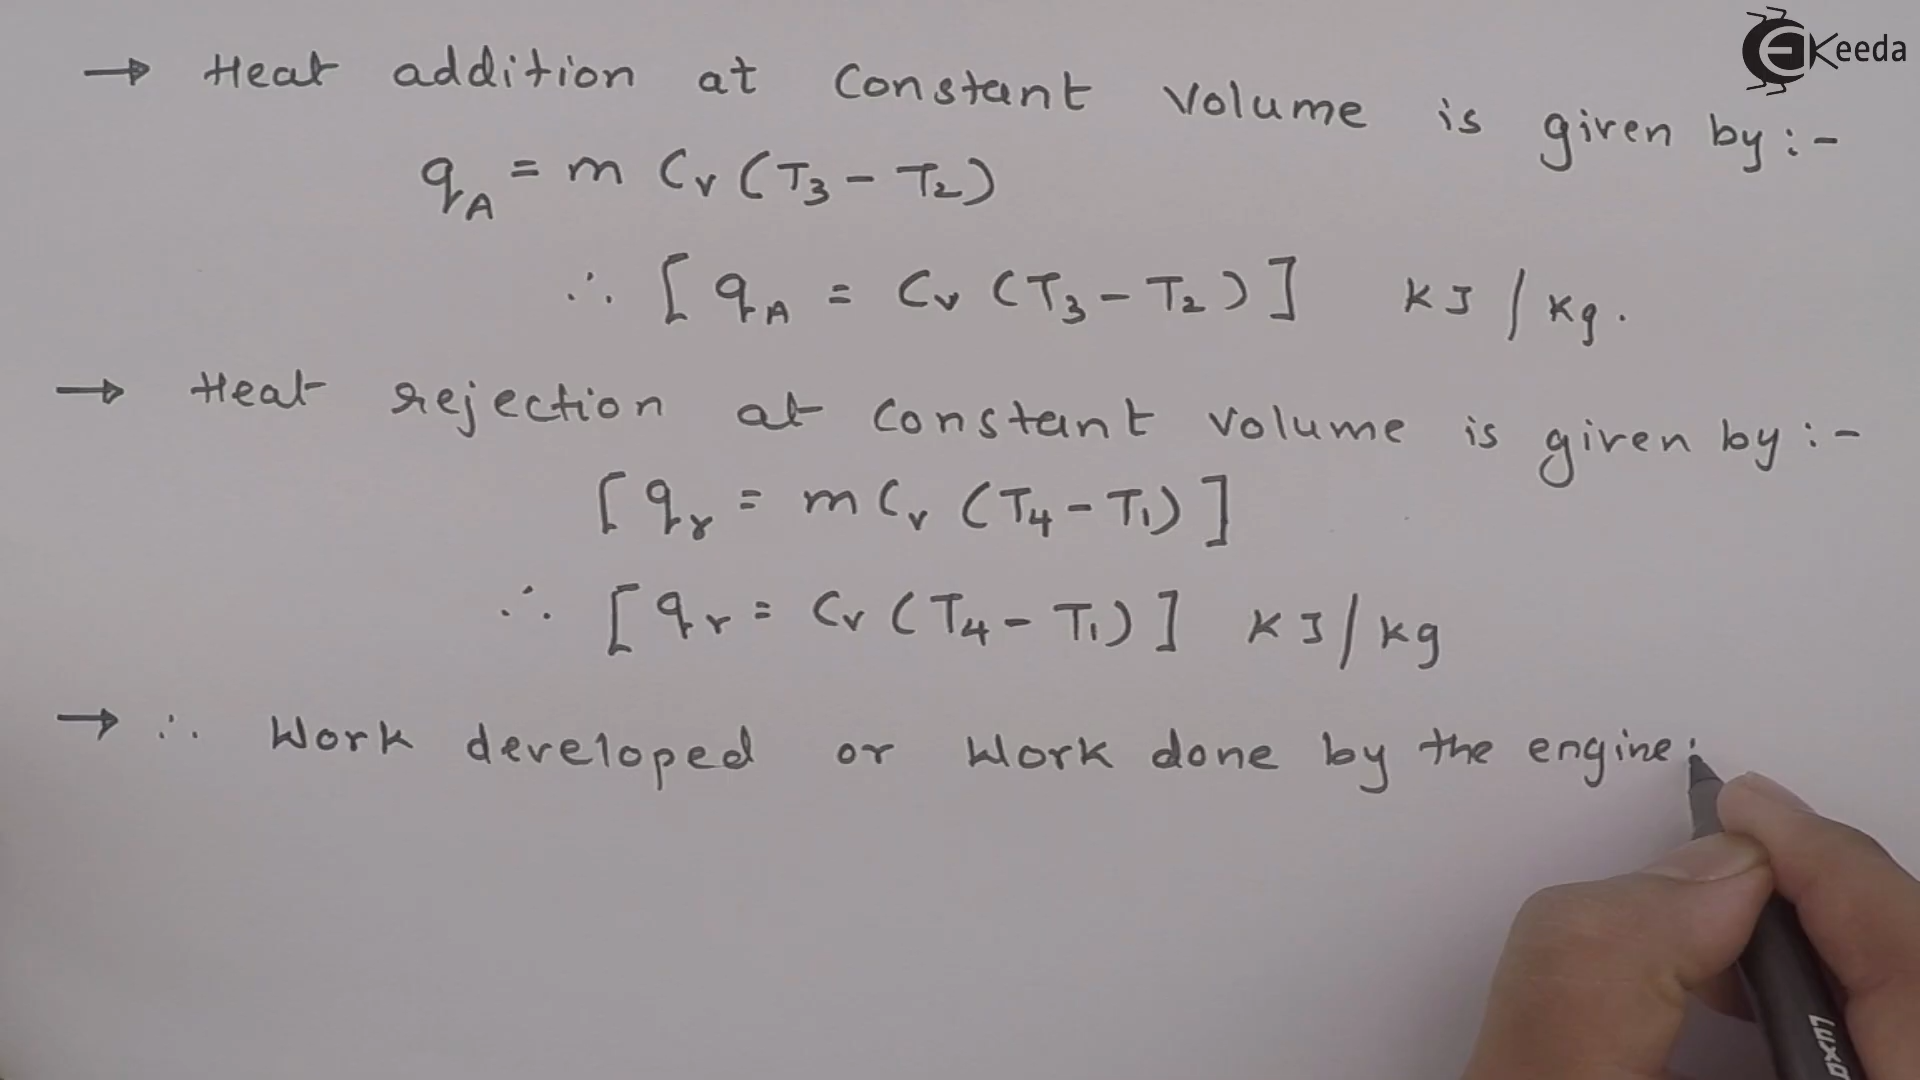 EKeeda
→ Heat addition at constant volume is given by:-
qA = m Cv (T3 - T2)
∴ [qA = Cv (T3 - T2)] KJ/Kg.
→ Heat rejection at constant volume is given by:-
[qr = m Cv (T4 - T1)]
∴ [qr = Cv (T4 - T1)] KJ/Kg
→ ∴ Work developed or Work done by the engine:
LUXO